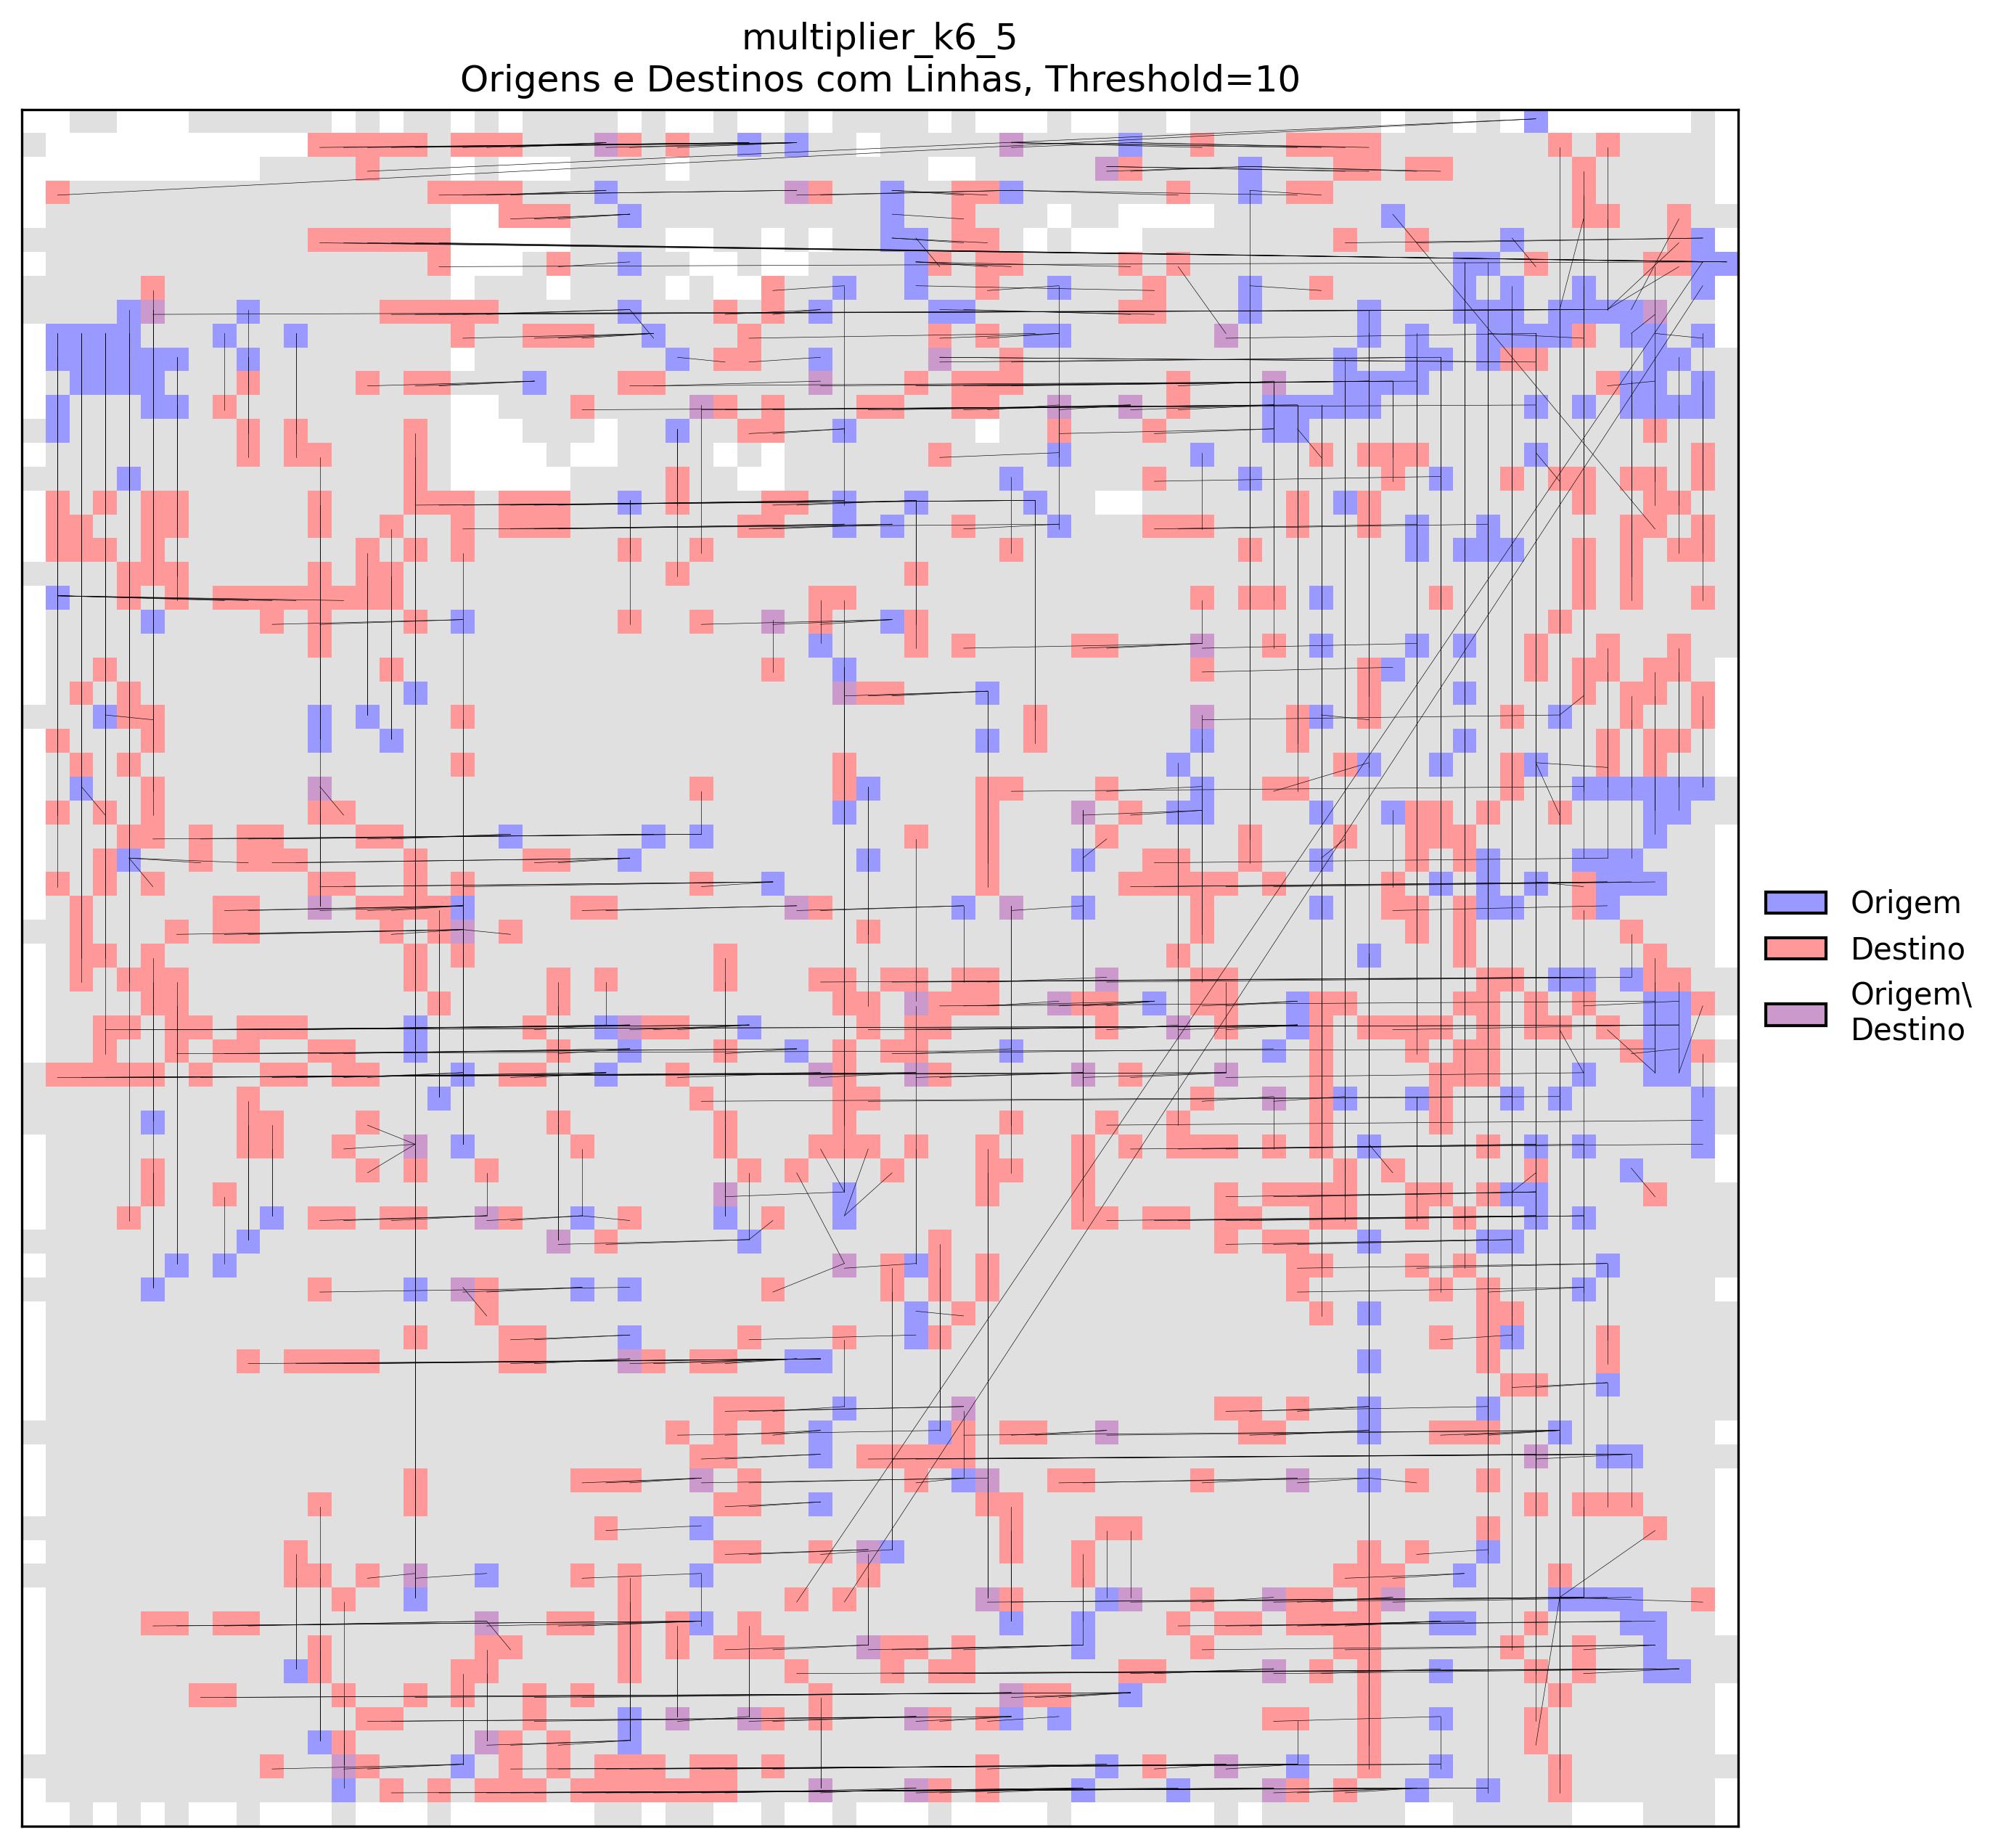 multiplier_k6_5
Origens e Destinos com Linhas, Threshold=10
Origem
Destino
Origem\
Destino